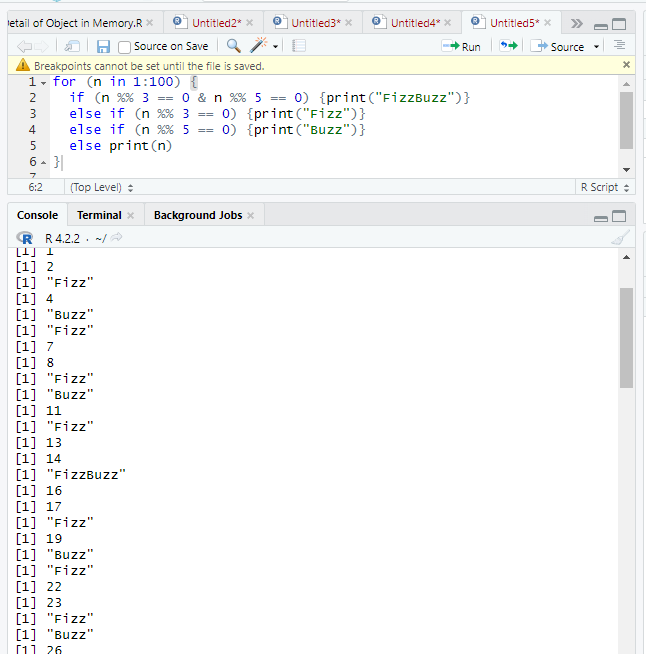 Detail of Object in Memory.R × Untitled2* × Untitled3* × Untitled4* × Untitled5* ×
Source on Save Run Source
Breakpoints cannot be set until the file is saved.
1 for (n in 1:100) {
2 if (n %% 3 == 0 & n %% 5 == 0) {print("FizzBuzz")}
3 else if (n %% 3 == 0) {print("Fizz")}
4 else if (n %% 5 == 0) {print("Buzz")}
5 else print(n)
6 }
7
6:2 (Top Level) R Script
Console Terminal × Background Jobs ×
R R 4.2.2 · ~/
[1] 1
[1] 2
[1] "Fizz"
[1] 4
[1] "Buzz"
[1] "Fizz"
[1] 7
[1] 8
[1] "Fizz"
[1] "Buzz"
[1] 11
[1] "Fizz"
[1] 13
[1] 14
[1] "FizzBuzz"
[1] 16
[1] 17
[1] "Fizz"
[1] 19
[1] "Buzz"
[1] "Fizz"
[1] 22
[1] 23
[1] "Fizz"
[1] "Buzz"
[1] 26